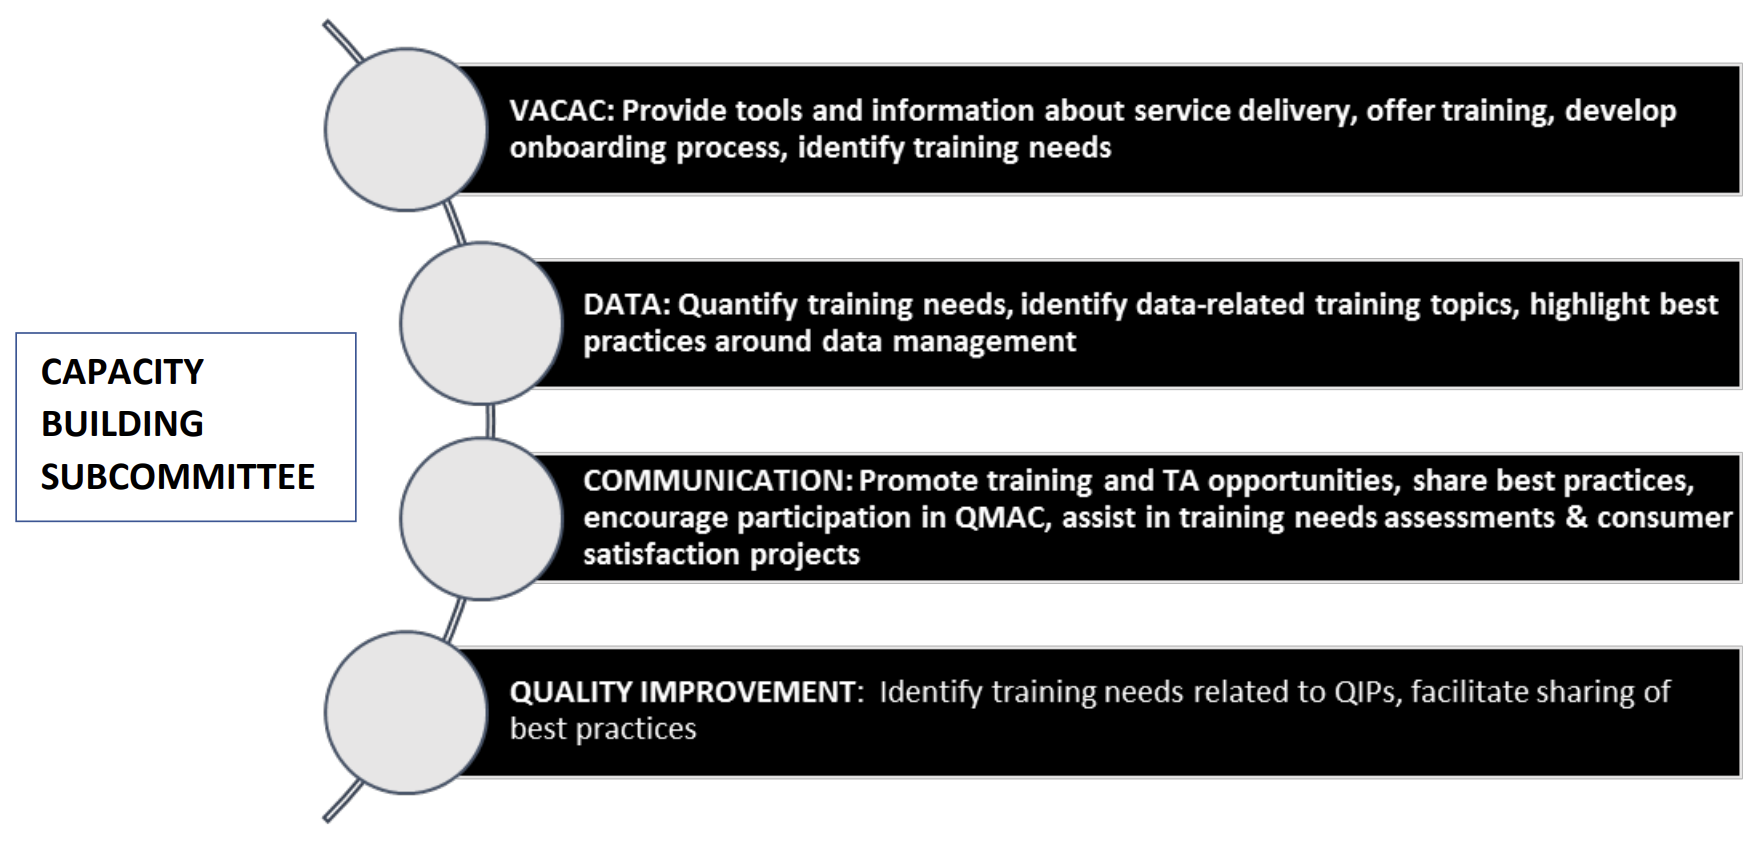 VACAC: Provide tools and information about service delivery, offer training, develop
onboarding process, identify training needs
DATA: Quantify training needs, identify data-related training topics, highlight best
practices around data management
CAPACITY
BUILDING
SUBCOMMITTEE
COMMUNICATION: Promote training and TA opportunities, share best practices,
encourage participation in QMAC, assist in training needs assessments & consumer
satisfaction projects
QUALITY IMPROVEMENT: Identify training needs related to QIPs, facilitate sharing of
best practices